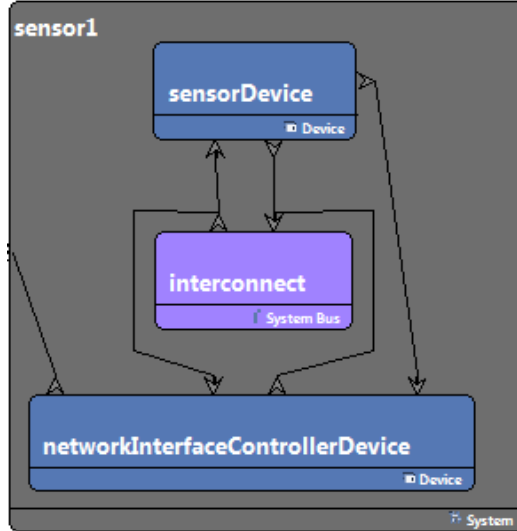 sensor1
sensorDevice
Device
interconnect
System Bus
networkInterfaceControllerDevice
Device
System